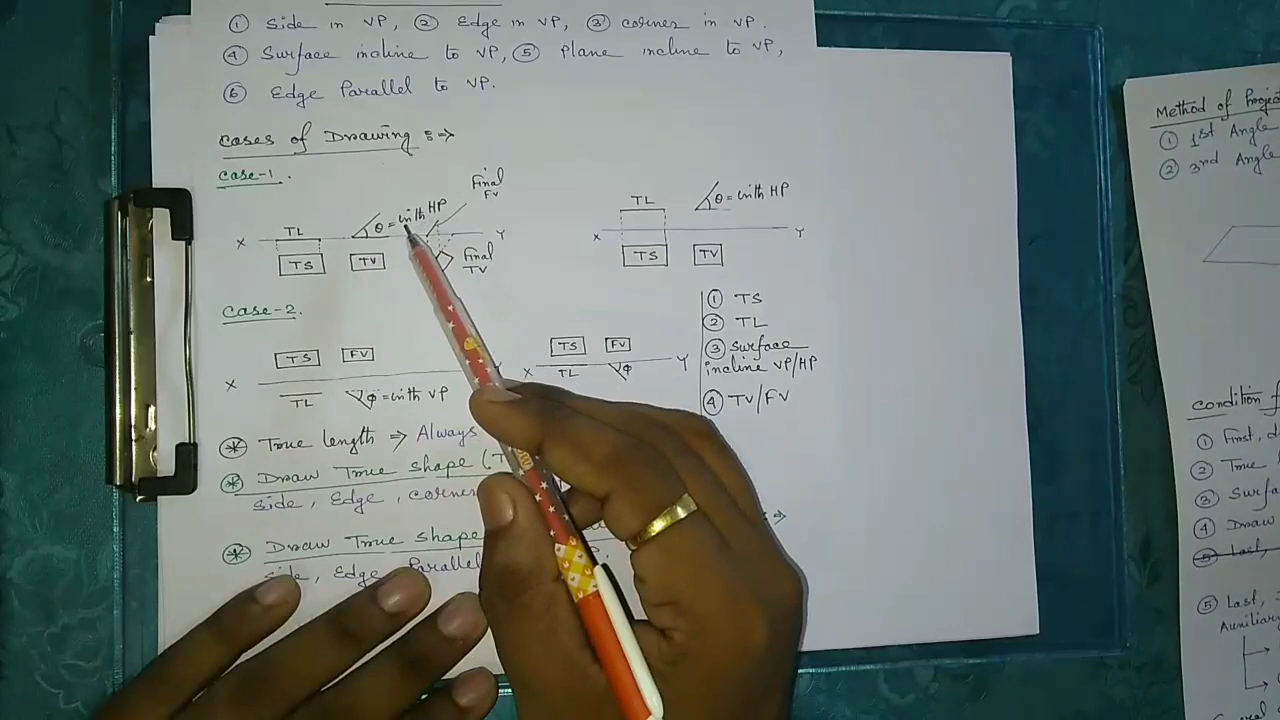 ① Side in VP, ② Edge in VP, ③ corner in VP.
④ Surface incline to VP, ⑤ Plane incline to VP,
⑥ Edge Parallel to VP.
Cases of Drawing :⇒
Case-1.
Final FV
TL
θ = with HP
X Y
TS TV
Final TV
TL
θ = with HP
X Y
TS TV
Case-2.
TS FV
X
TL
φ = with VP
TS FV
X Y
TL φ
① TS
② TL
③ Surface
incline VP/HP
④ TV/FV
⊛ True length ⇒ Always
⊛ Draw True shape (T
side, Edge, corner
⊛ Draw True shape
side, Edge Parallel
Method of Project
① 1st Angle
② 3rd Angle
Condition f
① First, d
② True
③ Surfa
④ Draw
⑤ Last,
⑤ Last,
Auxiliary